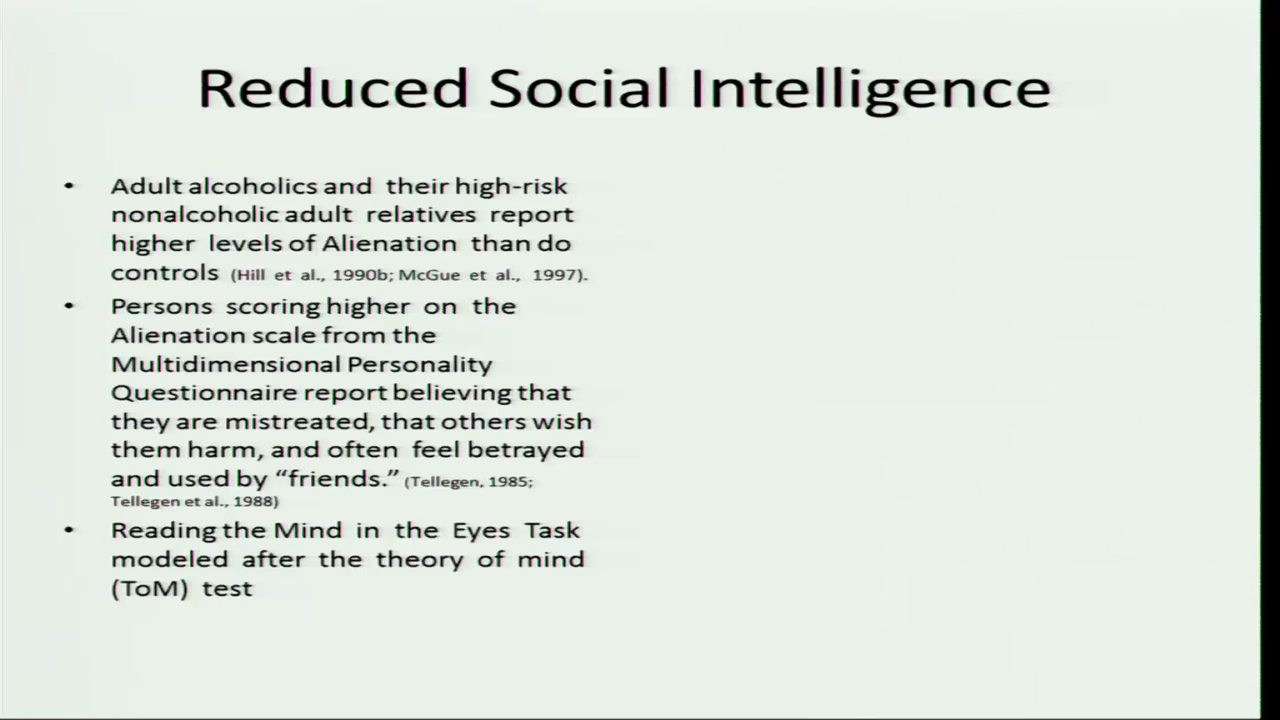 Reduced Social Intelligence
• Adult alcoholics and their high-risk
nonalcoholic adult relatives report
higher levels of Alienation than do
controls (Hill et al., 1990b; McGue et al., 1997).
• Persons scoring higher on the
Alienation scale from the
Multidimensional Personality
Questionnaire report believing that
they are mistreated, that others wish
them harm, and often feel betrayed
and used by “friends.” (Tellegen, 1985;
Tellegen et al., 1988)
• Reading the Mind in the Eyes Task
modeled after the theory of mind
(ToM) test